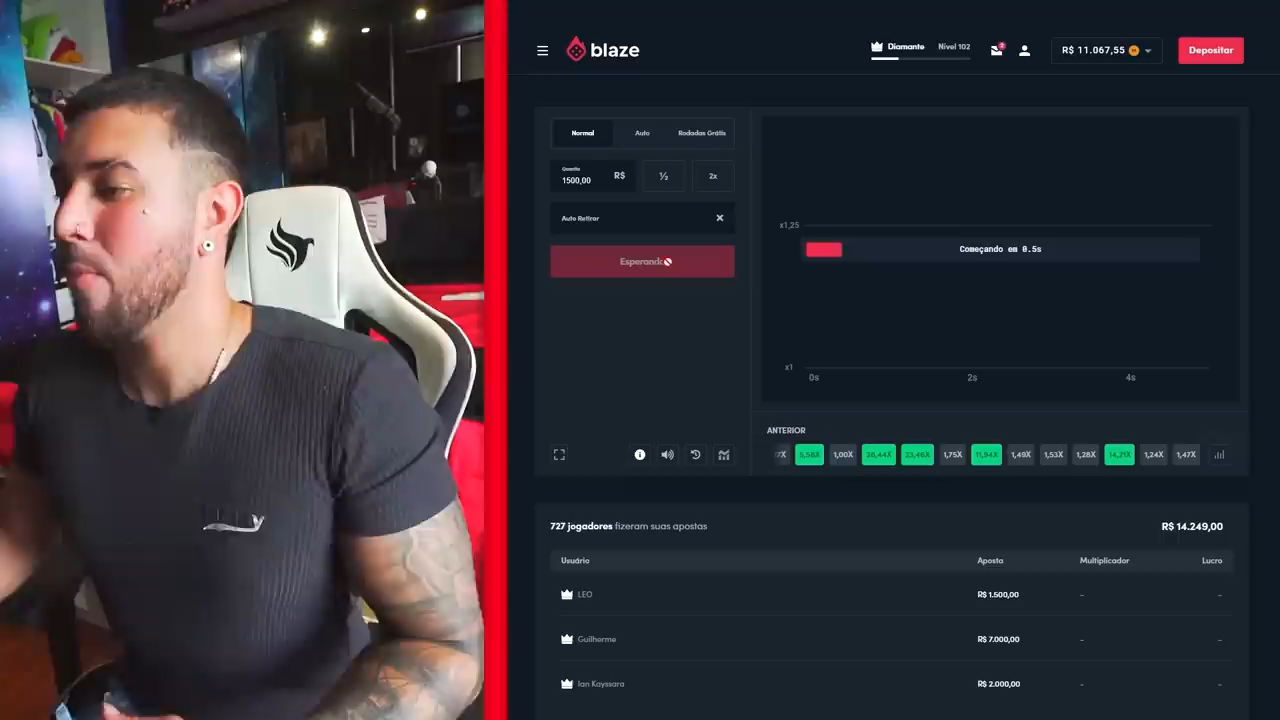 blaze
Diamante Nível 102
R$ 11.067,55
Depositar
Normal Auto Rodadas Grátis
Quantia
1500,00 R$ ½ 2x
Auto Retirar
x1,25
Começando em 0.5s
x1
0s 2s 4s
ANTERIOR
5,58X 1,00X 28,44X 1,75X 11,94X 1,49X 1,53X 1,28X 14,71X 1,24X 1,47X
727 jogadores fizeram suas apostas R$ 14.249,00
Usuário Aposta Multiplicador Lucro
LEO R$ 1.500,00 - -
Guilherme R$ 7.000,00 - -
Ian Kayssara R$ 2.000,00 - -